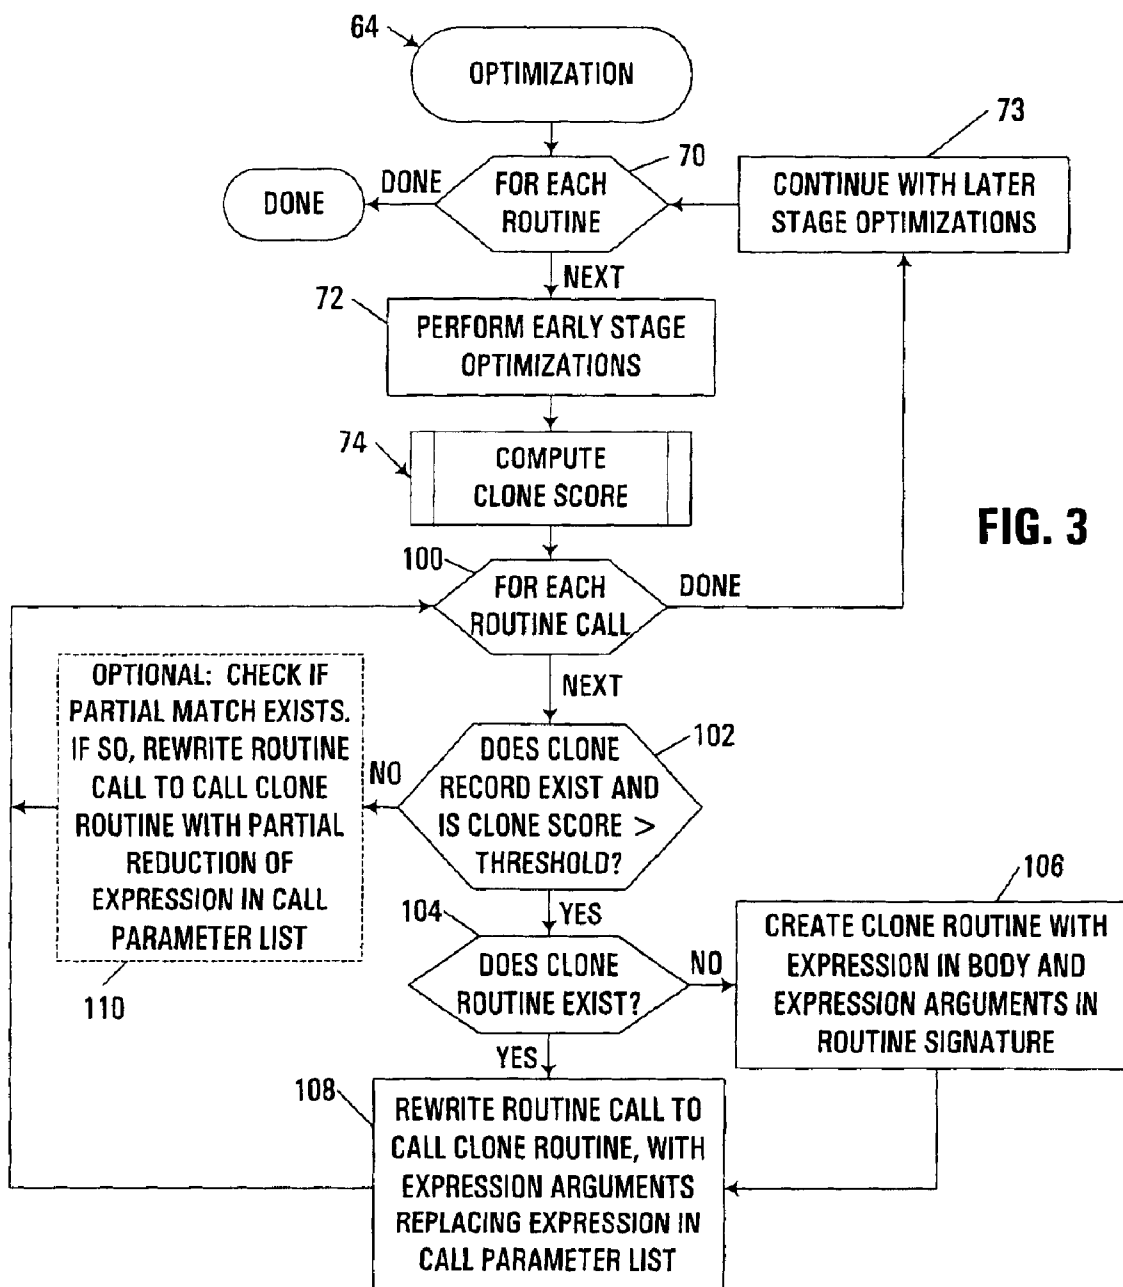 64
OPTIMIZATION
73
70
FOR EACH
ROUTINE
DONE
DONE
CONTINUE WITH LATER
STAGE OPTIMIZATIONS
NEXT
72
PERFORM EARLY STAGE
OPTIMIZATIONS
74
COMPUTE
CLONE SCORE
FIG. 3
100
FOR EACH
ROUTINE CALL
DONE
NEXT
OPTIONAL: CHECK IF
PARTIAL MATCH EXISTS.
IF SO, REWRITE ROUTINE
CALL TO CALL CLONE
ROUTINE WITH PARTIAL
REDUCTION OF
EXPRESSION IN CALL
PARAMETER LIST
110
NO
102
DOES CLONE
RECORD EXIST AND
IS CLONE SCORE >
THRESHOLD?
YES
104
DOES CLONE
ROUTINE EXIST?
NO
106
CREATE CLONE ROUTINE WITH
EXPRESSION IN BODY AND
EXPRESSION ARGUMENTS IN
ROUTINE SIGNATURE
YES
108
REWRITE ROUTINE CALL TO
CALL CLONE ROUTINE, WITH
EXPRESSION ARGUMENTS
REPLACING EXPRESSION IN
CALL PARAMETER LIST